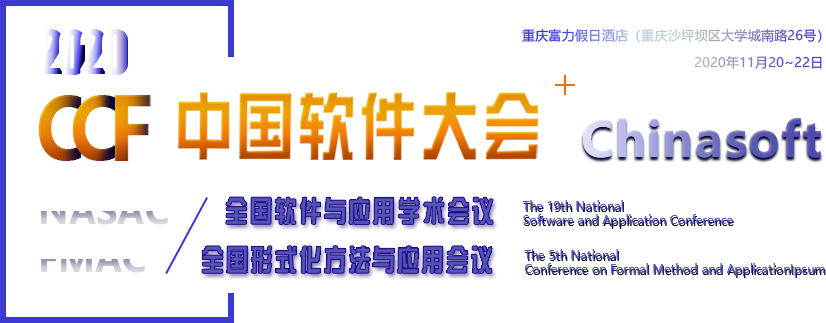 2020
重庆富力假日酒店（重庆沙坪坝区大学城南路26号）
2020年11月20~22日
CCF 中国软件大会
Chinasoft
NASAC
全国软件与应用学术会议
The 19th National
Software and Application Conference
FMAC
全国形式化方法与应用会议
The 5th National
Conference on Formal Method and ApplicationIpsum